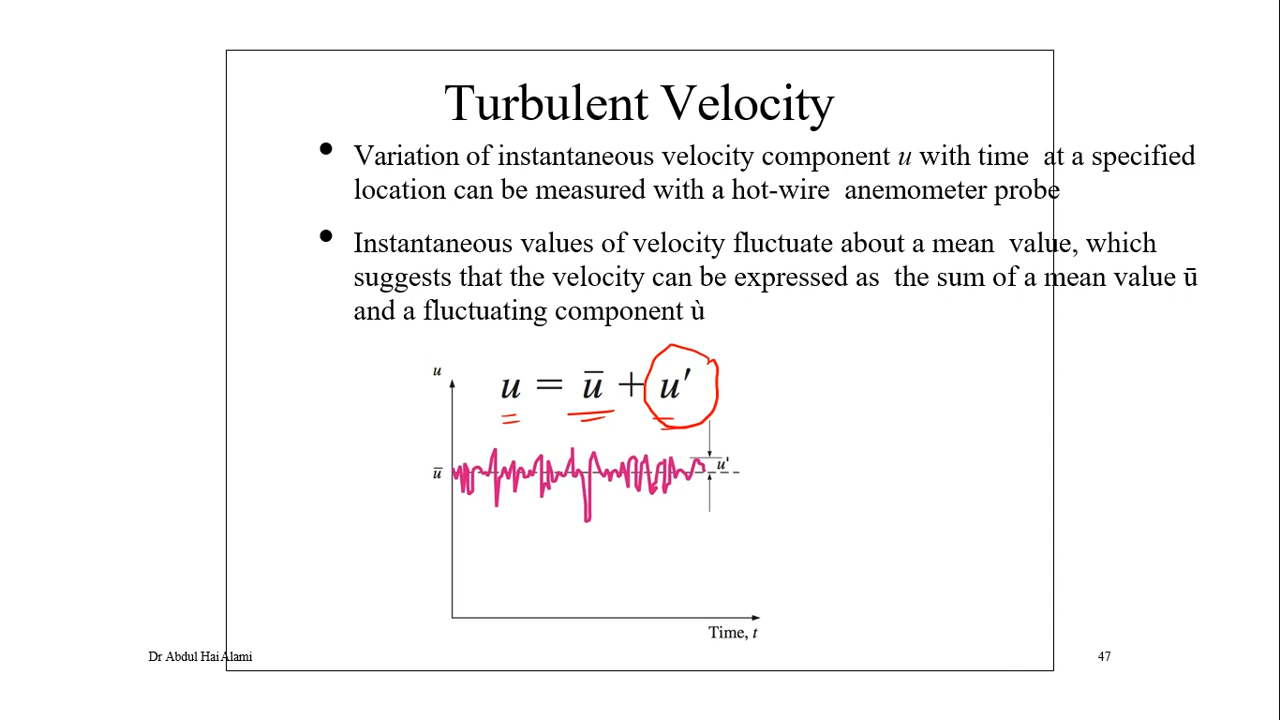 Turbulent Velocity
• Variation of instantaneous velocity component u with time at a specified
location can be measured with a hot-wire anemometer probe
• Instantaneous values of velocity fluctuate about a mean value, which
suggests that the velocity can be expressed as the sum of a mean value ū
and a fluctuating component ù
u
u = ū + u′
ū
u'
Time, t
Dr Abdul Hai Alami
47